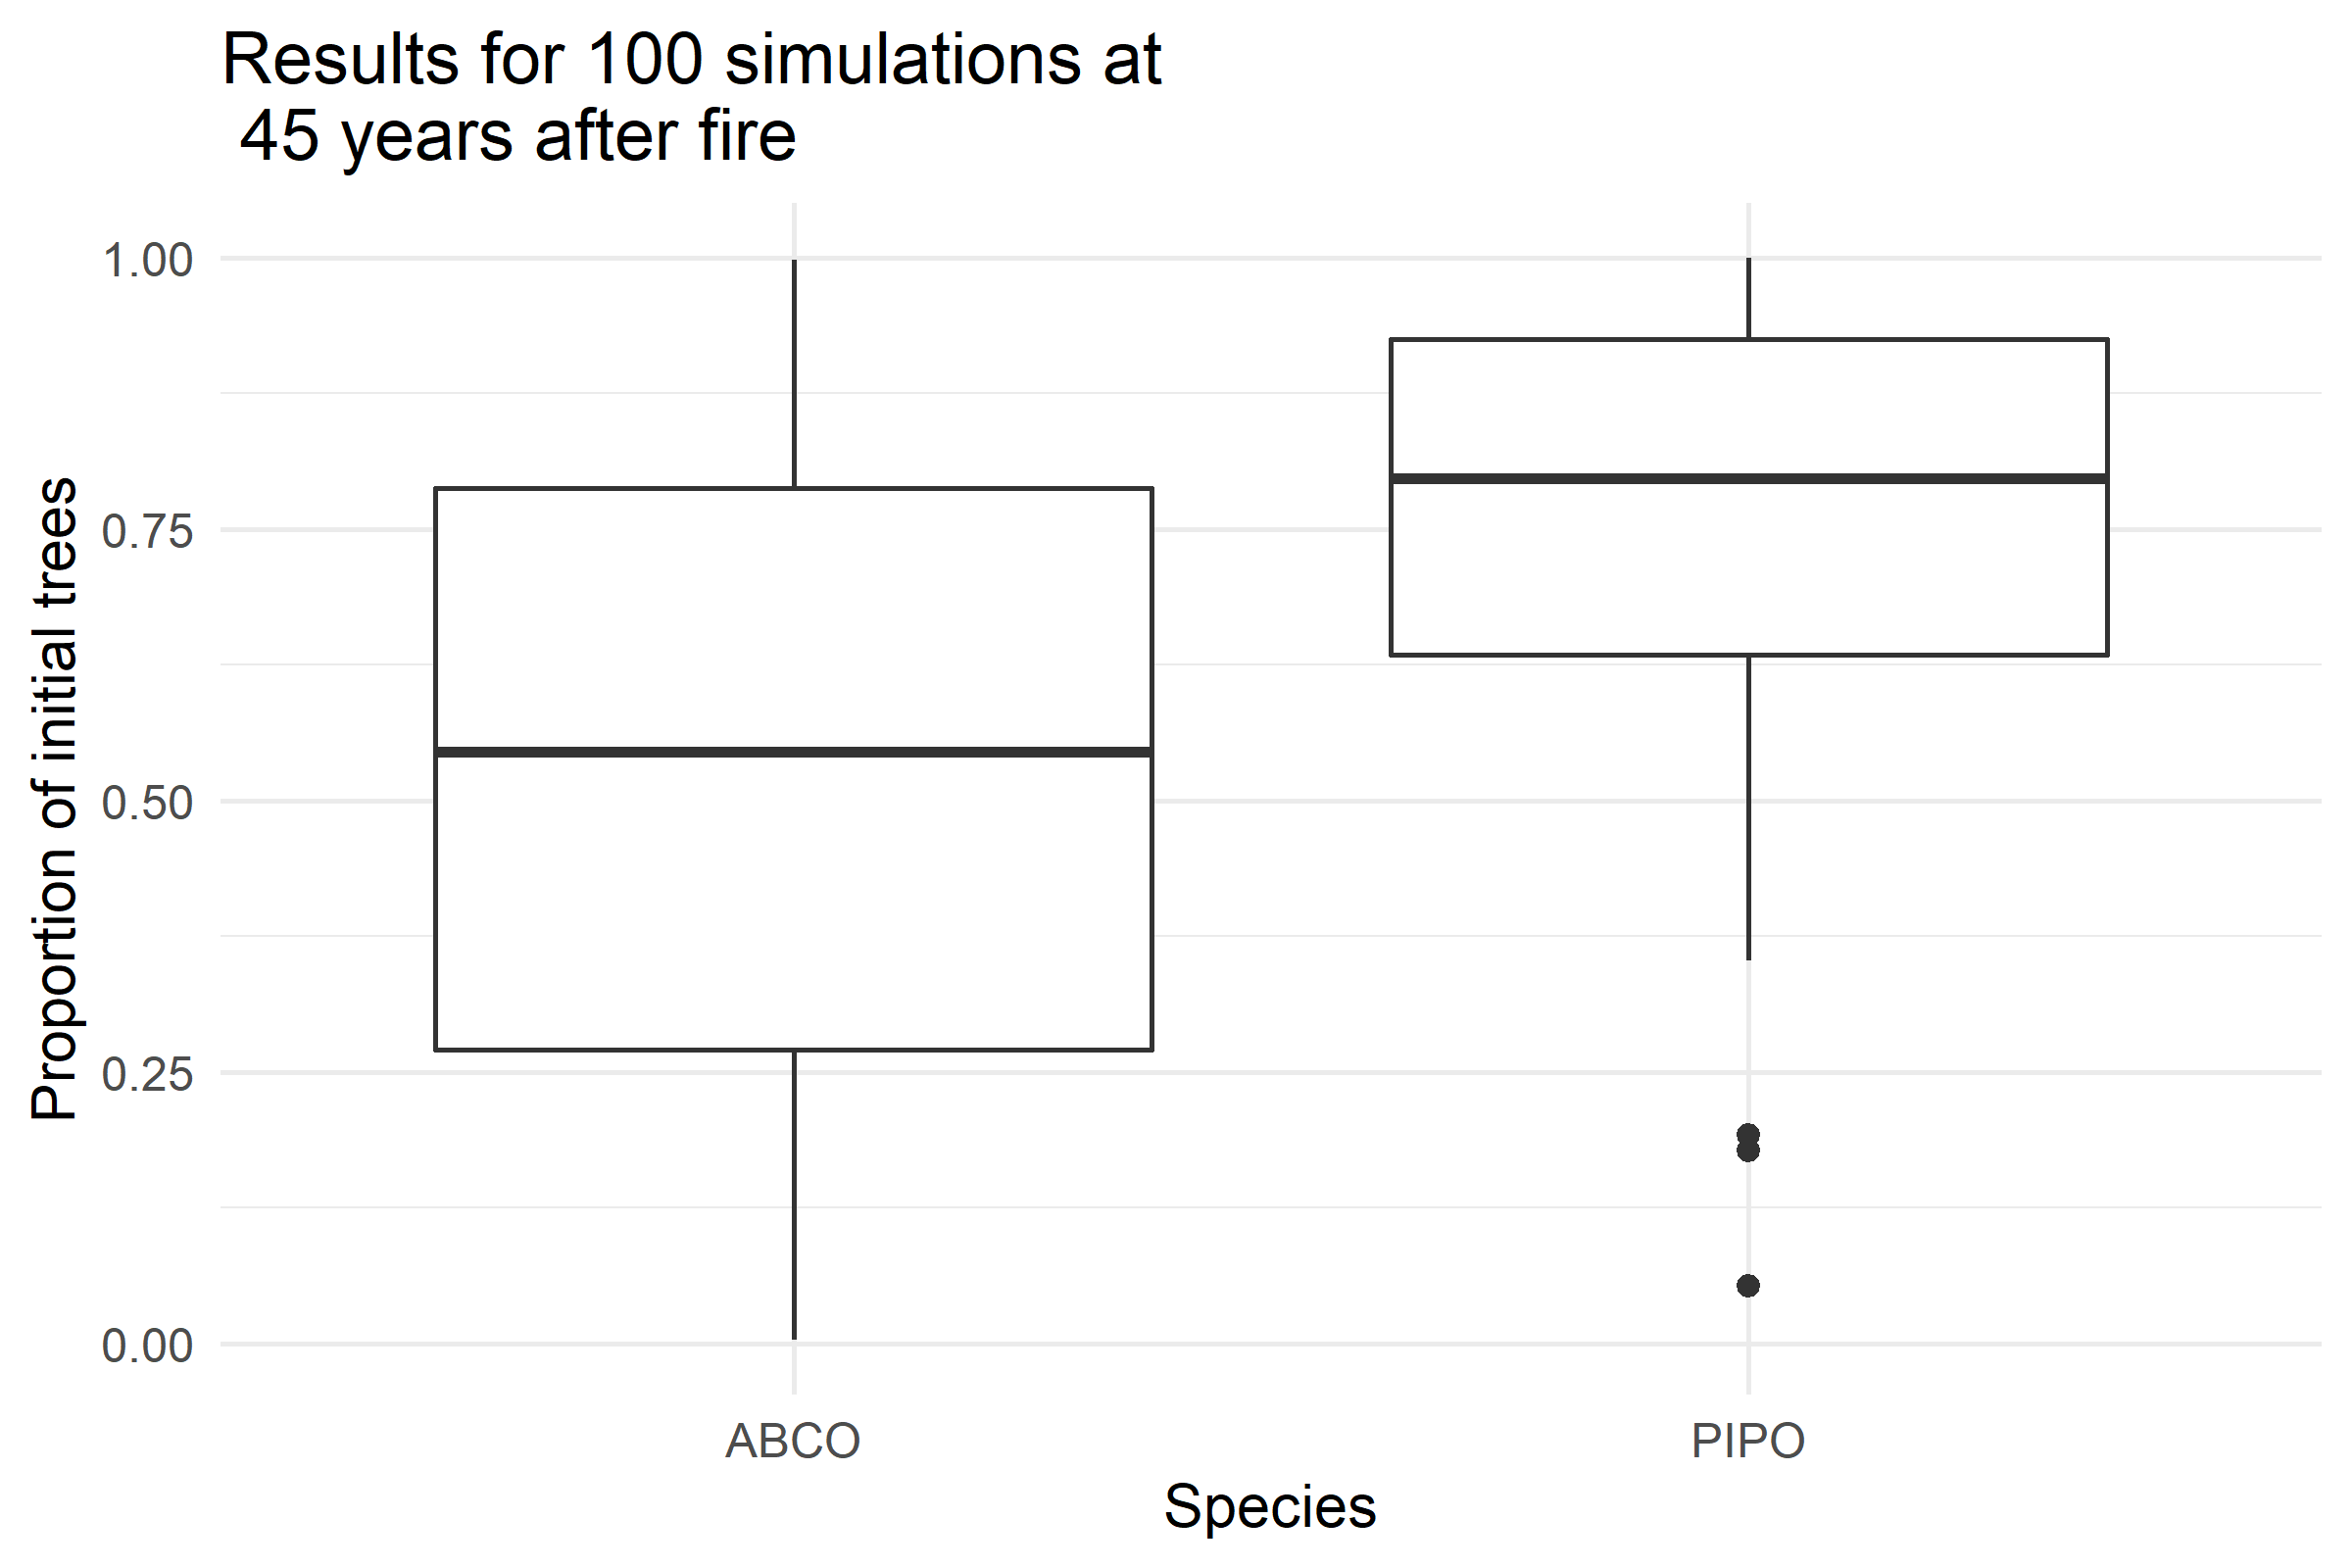 Results for 100 simulations at
45 years after fire
Proportion of initial trees
1.00
0.75
0.50
0.25
0.00
ABCO
PIPO
Species